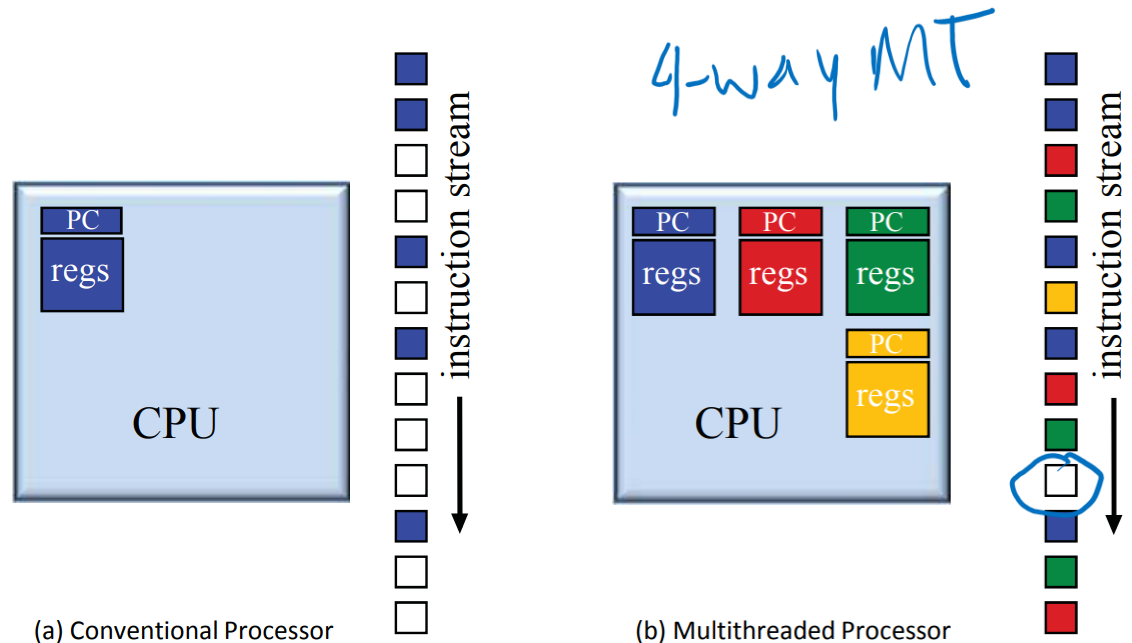 4-way MT
PC
regs
CPU
instruction stream
(a) Conventional Processor
PC
regs
PC
regs
PC
regs
PC
regs
CPU
instruction stream
(b) Multithreaded Processor